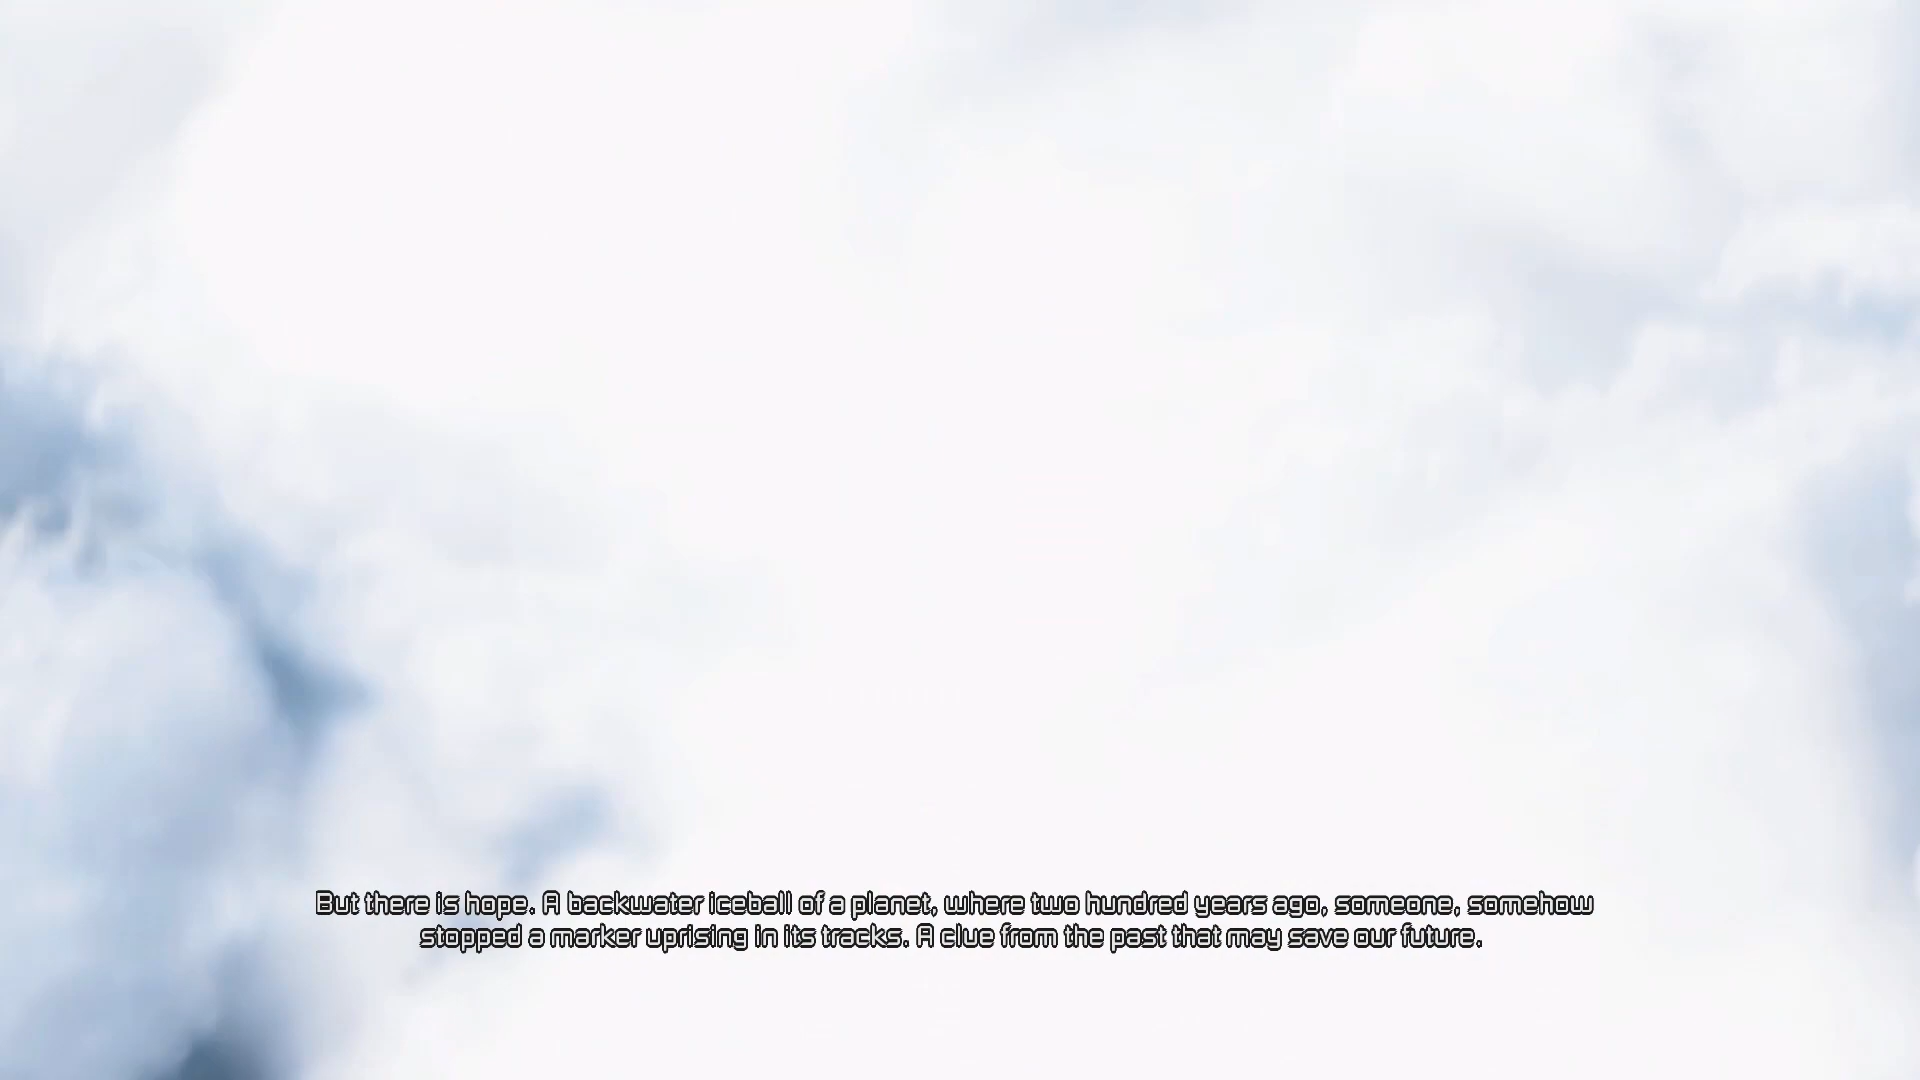 But there is hope. A backwater iceball of a planet, where two hundred years ago, someone, somehow
stopped a marker uprising in its tracks. A clue from the past that may save our future.